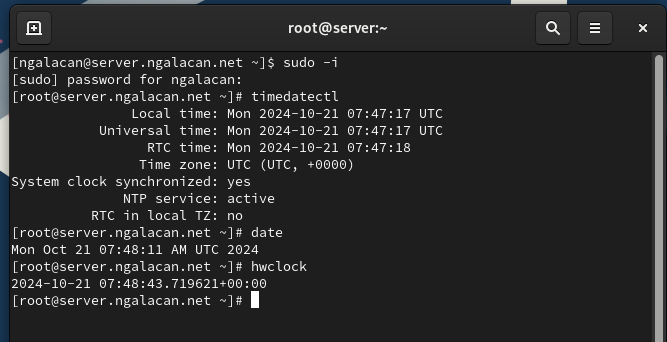 root@server:~
[ngalacan@server.ngalacan.net ~]$ sudo -i
[sudo] password for ngalacan:
[root@server.ngalacan.net ~]# timedatectl
               Local time: Mon 2024-10-21 07:47:17 UTC
           Universal time: Mon 2024-10-21 07:47:17 UTC
                 RTC time: Mon 2024-10-21 07:47:18
                Time zone: UTC (UTC, +0000)
System clock synchronized: yes
              NTP service: active
          RTC in local TZ: no
[root@server.ngalacan.net ~]# date
Mon Oct 21 07:48:11 AM UTC 2024
[root@server.ngalacan.net ~]# hwclock
2024-10-21 07:48:43.719621+00:00
[root@server.ngalacan.net ~]#